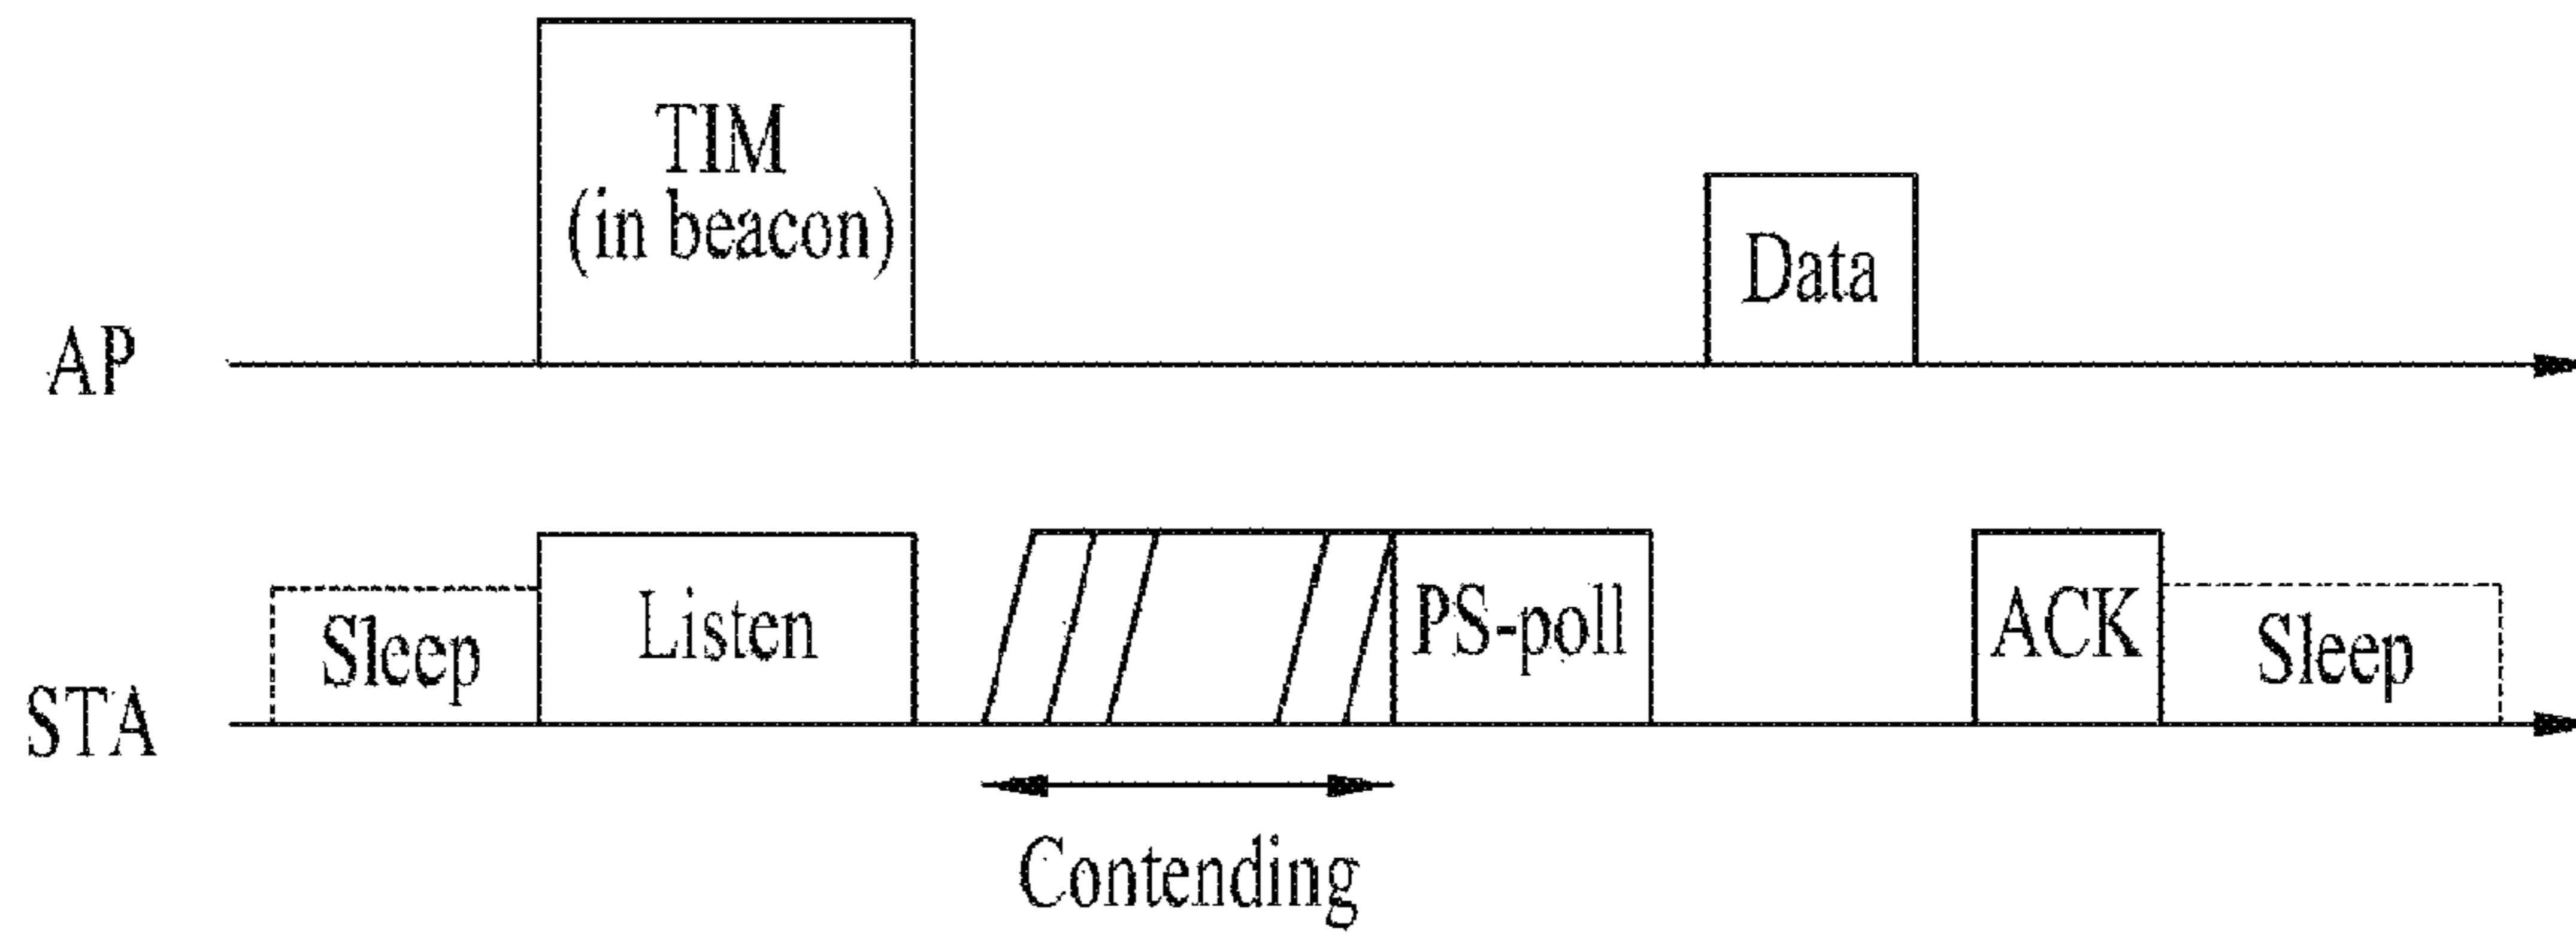 TIM
(in beacon)
Data
AP
Sleep
Listen
PS-poll
ACK
Sleep
STA
Contending